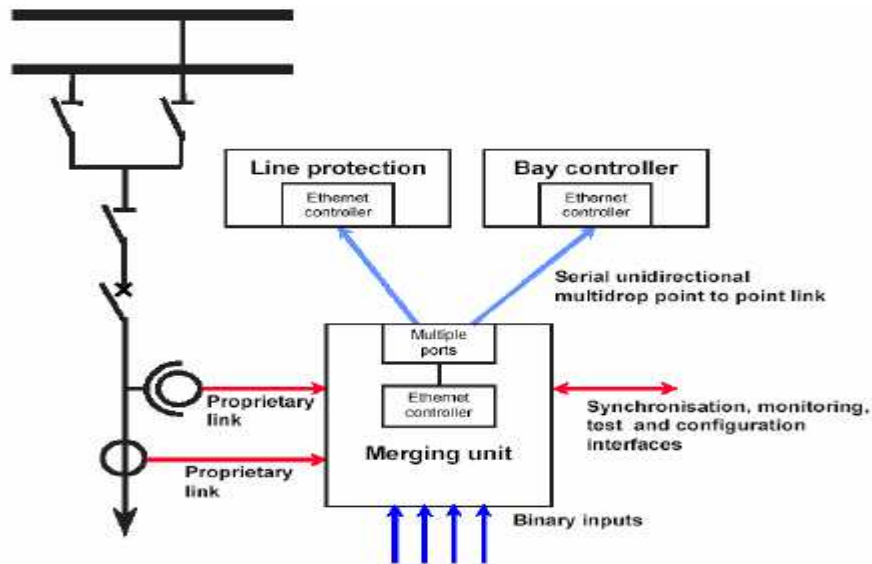 Line protection
Ethernet
controller
Bay controller
Ethernet
controller
Serial unidirectional
multidrop point to point link
Multiple
ports
Ethernet
controller
Merging unit
Proprietary
link
Proprietary
link
Synchronisation, monitoring,
test and configuration
interfaces
Binary inputs